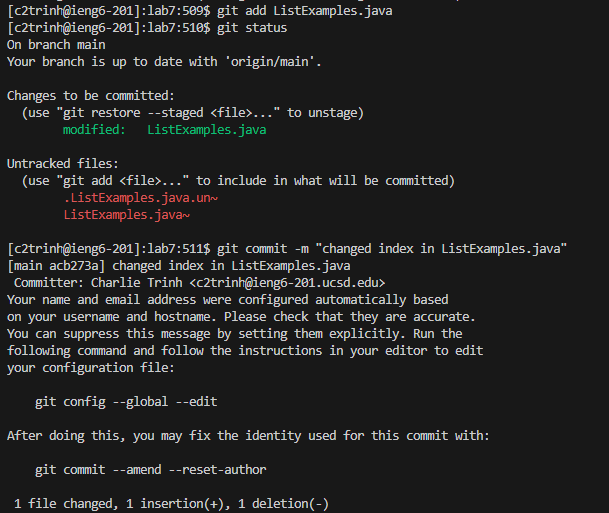 [c2trinh@ieng6-201]:lab7:509$ git add ListExamples.java
[c2trinh@ieng6-201]:lab7:510$ git status
On branch main
Your branch is up to date with 'origin/main'.

Changes to be committed:
  (use "git restore --staged <file>..." to unstage)
        modified:   ListExamples.java

Untracked files:
  (use "git add <file>..." to include in what will be committed)
        .ListExamples.java.un~
        ListExamples.java~

[c2trinh@ieng6-201]:lab7:511$ git commit -m "changed index in ListExamples.java"
[main acb273a] changed index in ListExamples.java
 Committer: Charlie Trinh <c2trinh@ieng6-201.ucsd.edu>
Your name and email address were configured automatically based
on your username and hostname. Please check that they are accurate.
You can suppress this message by setting them explicitly. Run the
following command and follow the instructions in your editor to edit
your configuration file:

    git config --global --edit

After doing this, you may fix the identity used for this commit with:

    git commit --amend --reset-author

 1 file changed, 1 insertion(+), 1 deletion(-)